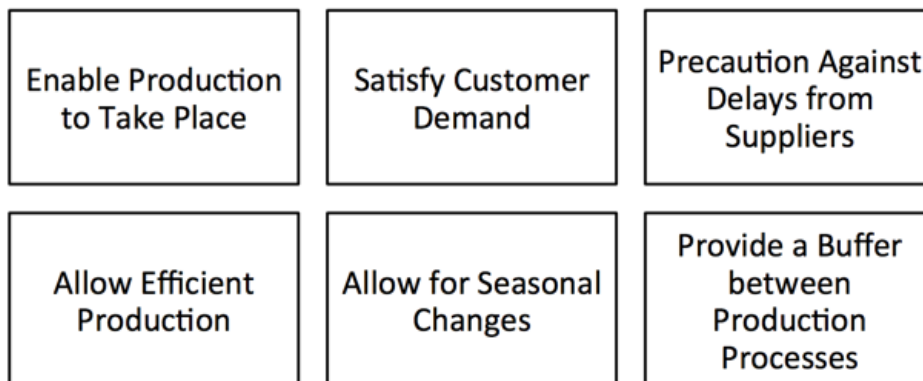 Enable Production
to Take Place
Satisfy Customer
Demand
Precaution Against
Delays from
Suppliers
Allow Efficient
Production
Allow for Seasonal
Changes
Provide a Buffer
between
Production
Processes